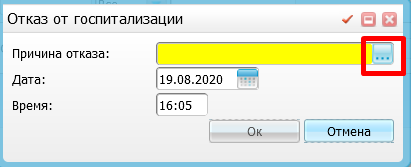 Отказ от госпитализации
Причина отказа:
Дата: 19.08.2020
Время: 16:05
Ок Отмена